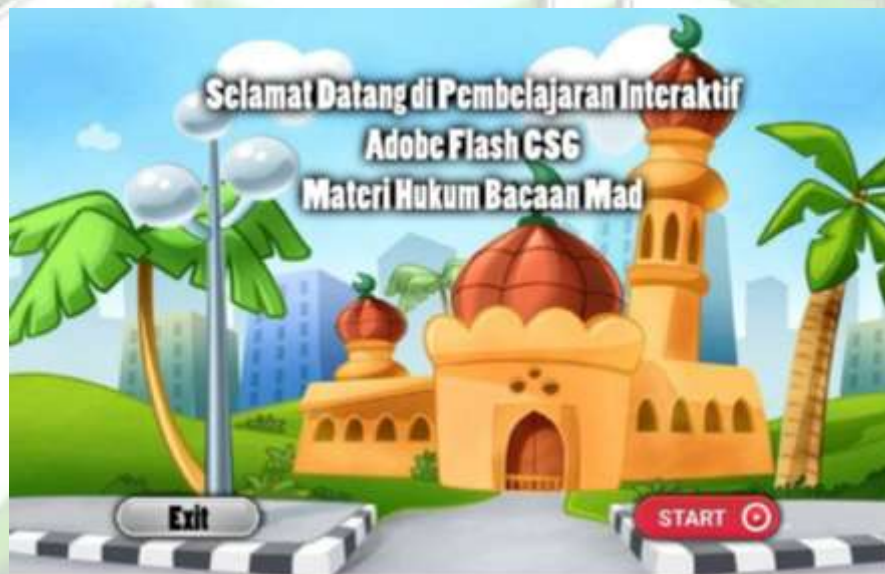 Selamat Datang di Pembelajaran Interaktif
Adobe Flash CS6
Materi Hukum Bacaan Mad
Exit
START